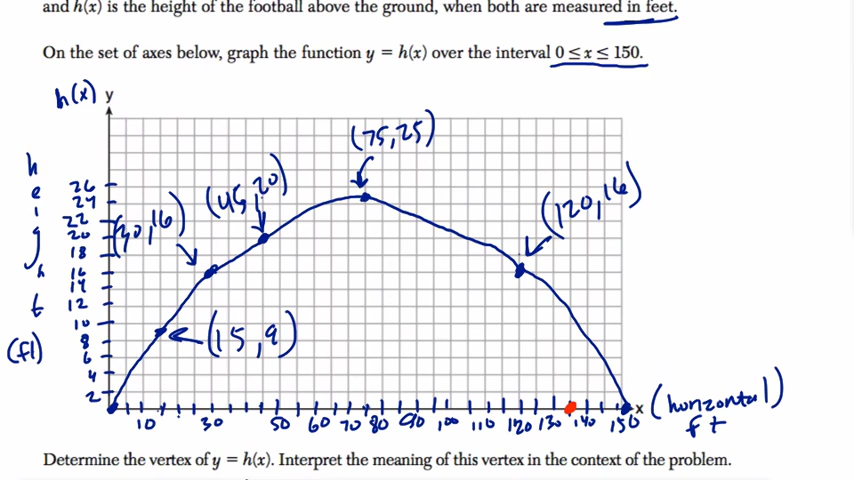 and h(x) is the height of the football above the ground, when both are measured in feet.
On the set of axes below, graph the function y = h(x) over the interval 0 ≤ x ≤ 150.
h(x) y
(75,25)
height
(ft)
26
24
22
20
18
16
14
12
10
8
6
4
2
(45,20)
(30,16)
(120,16)
(15,9)
10 30 50 60 70 80 90 100 110 120 130 140 150
x (horizontal)
ft
Determine the vertex of y = h(x). Interpret the meaning of this vertex in the context of the problem.